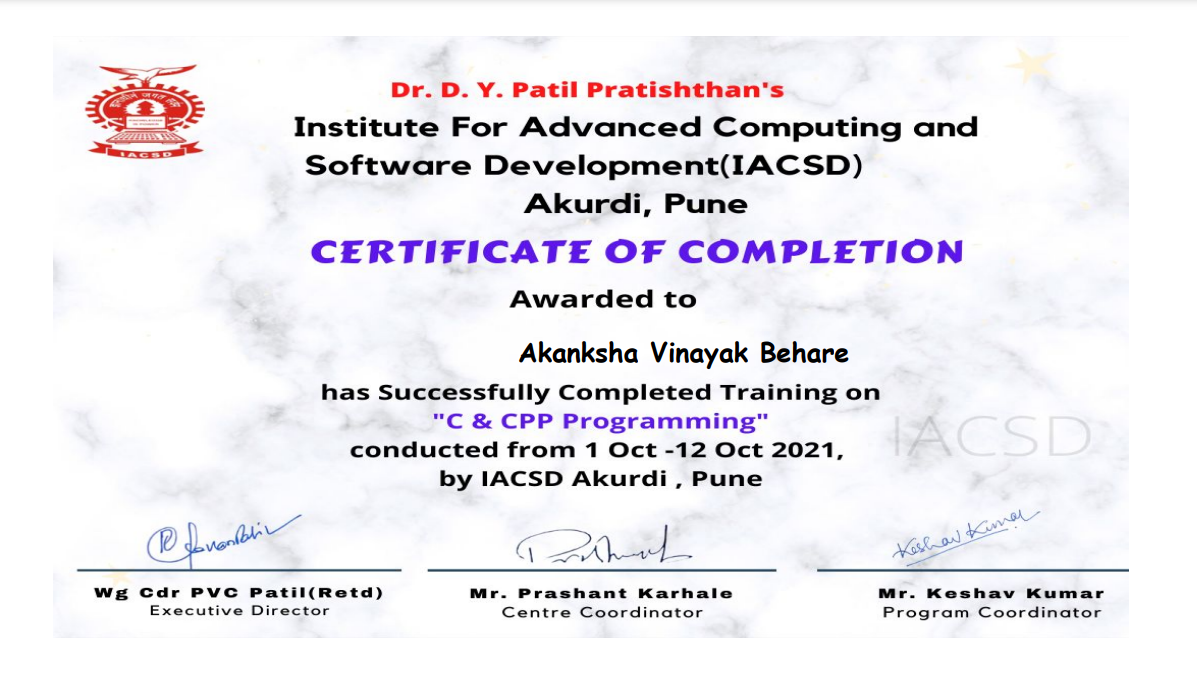 Dr. D. Y. Patil Pratishthan's
Institute For Advanced Computing and
Software Development(IACSD)
Akurdi, Pune
IACSD
CERTIFICATE OF COMPLETION
Awarded to
Akanksha Vinayak Behare
has Successfully Completed Training on
"C & CPP Programming"
conducted from 1 Oct -12 Oct 2021,
by IACSD Akurdi , Pune
IACSD
Keshav Kumar
Wg Cdr PVC Patil(Retd)
Executive Director
Mr. Prashant Karhale
Centre Coordinator
Mr. Keshav Kumar
Program Coordinator